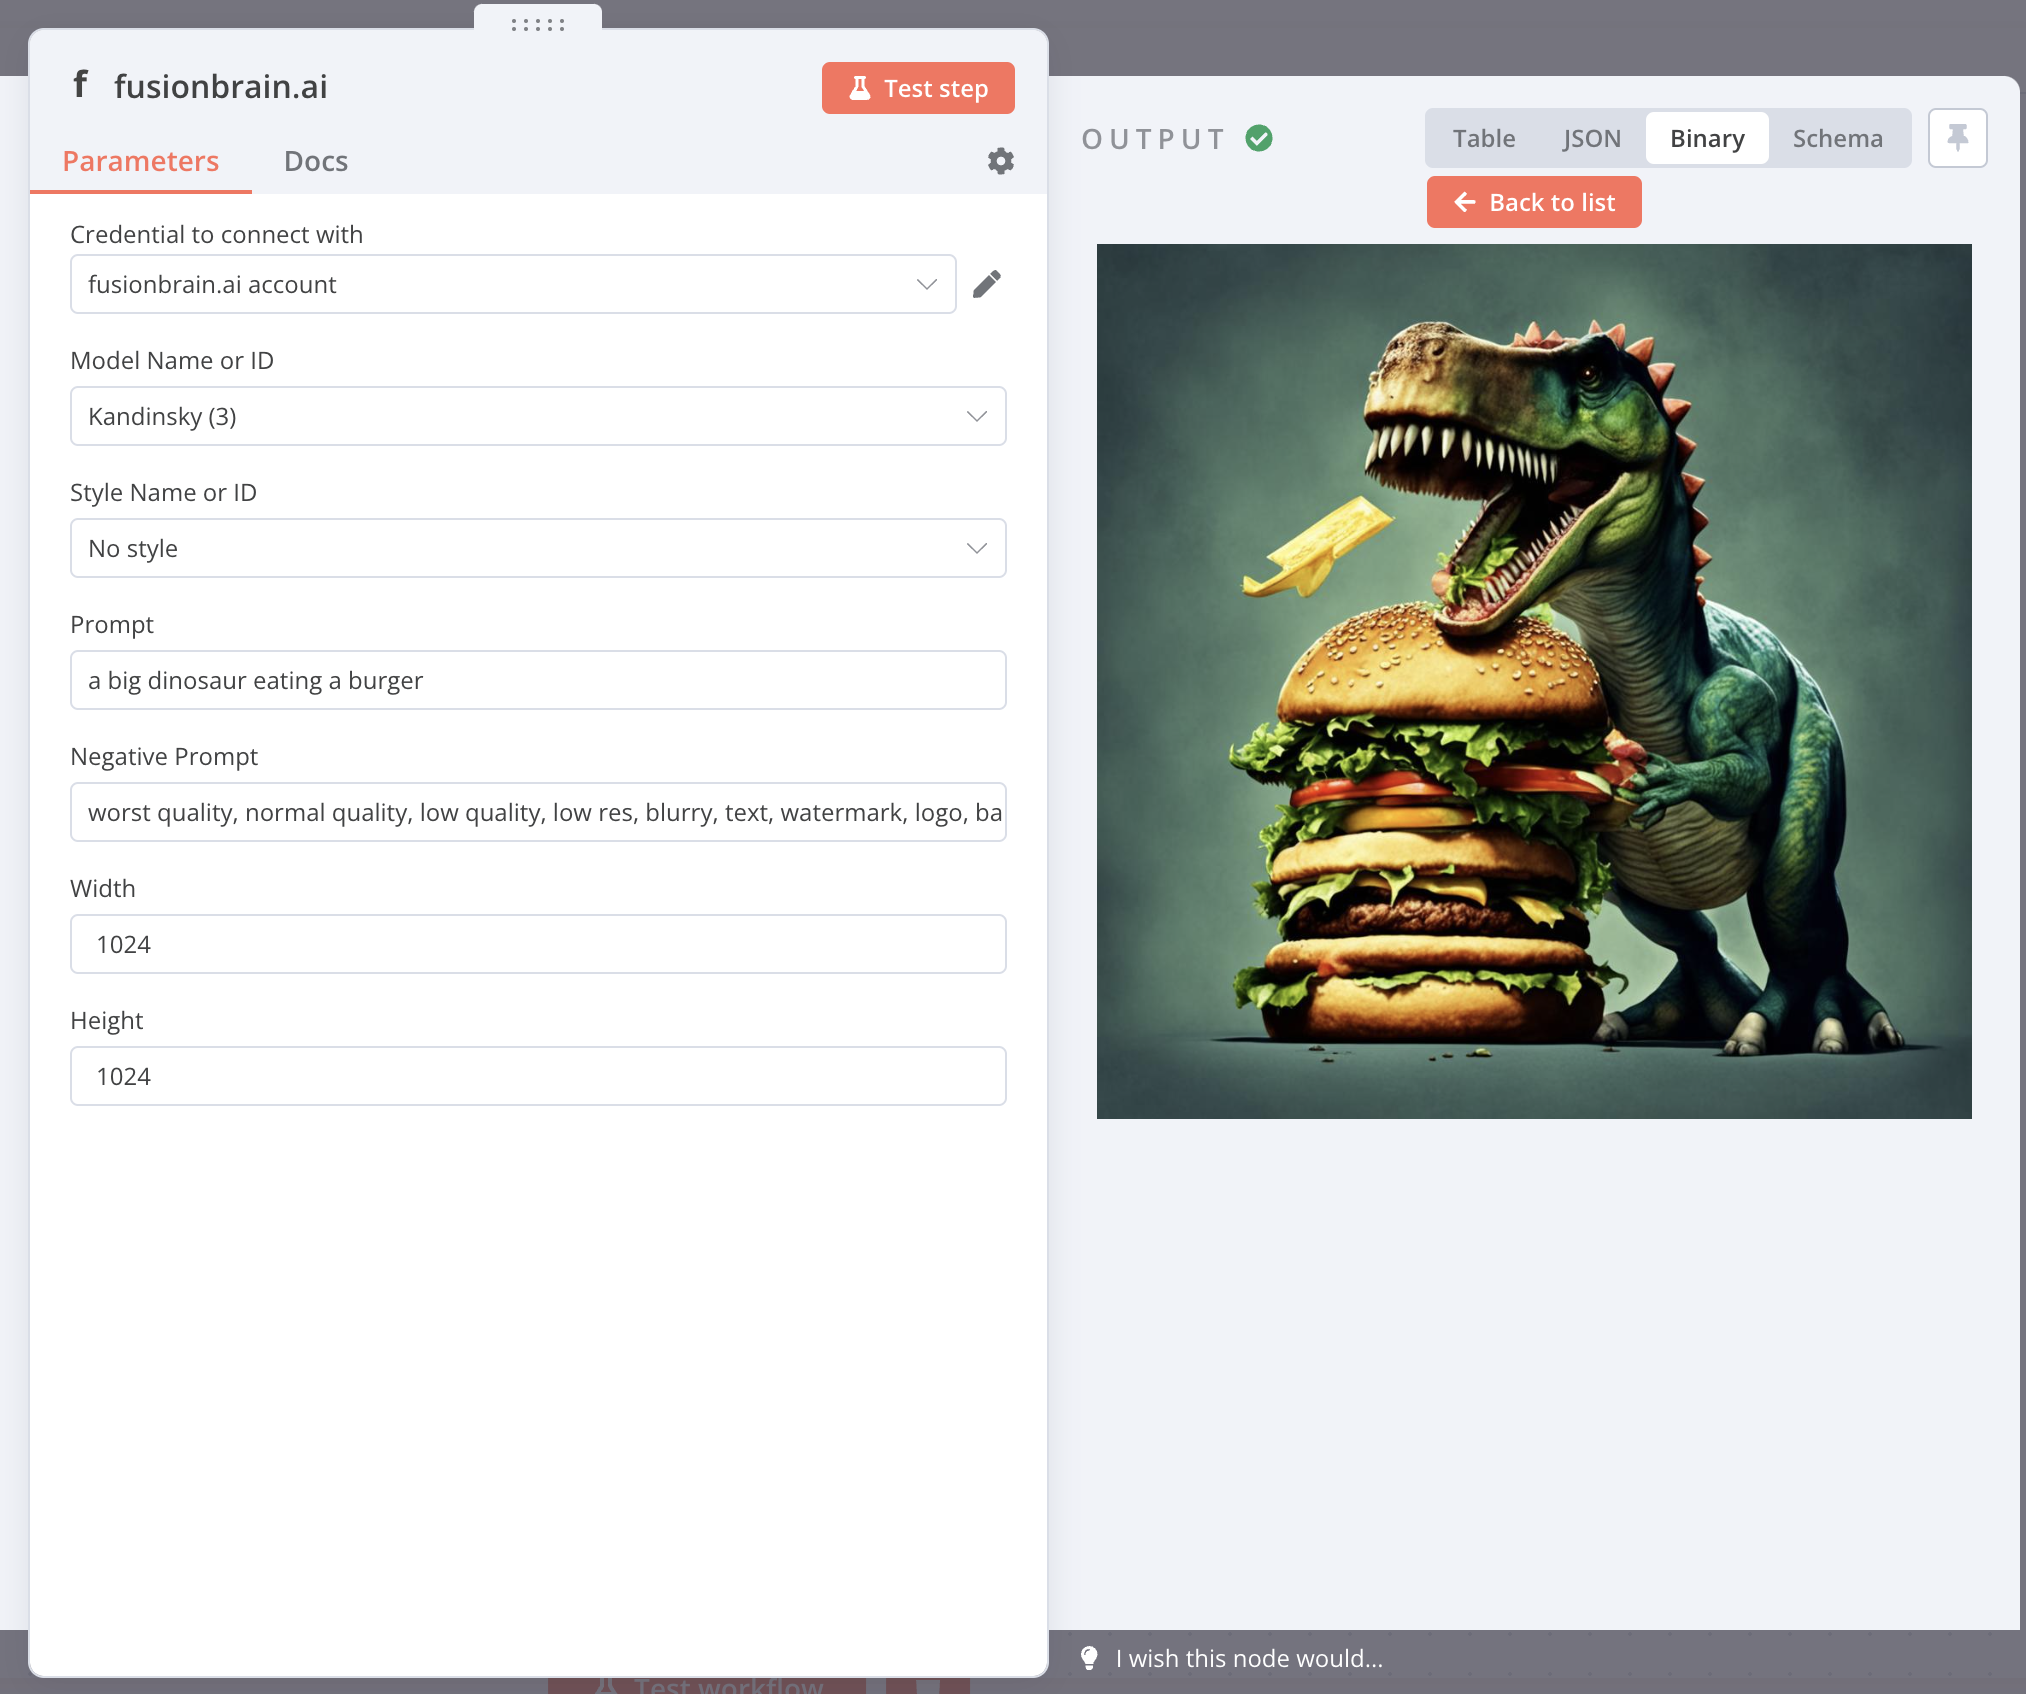 f fusionbrain.ai
Test step
Parameters
Docs
Credential to connect with
fusionbrain.ai account
Model Name or ID
Kandinsky (3)
Style Name or ID
No style
Prompt
a big dinosaur eating a burger
Negative Prompt
worst quality, normal quality, low quality, low res, blurry, text, watermark, logo, ba
Width
1024
Height
1024
OUTPUT
Table JSON Binary Schema
Back to list
I wish this node would...
Test workflow